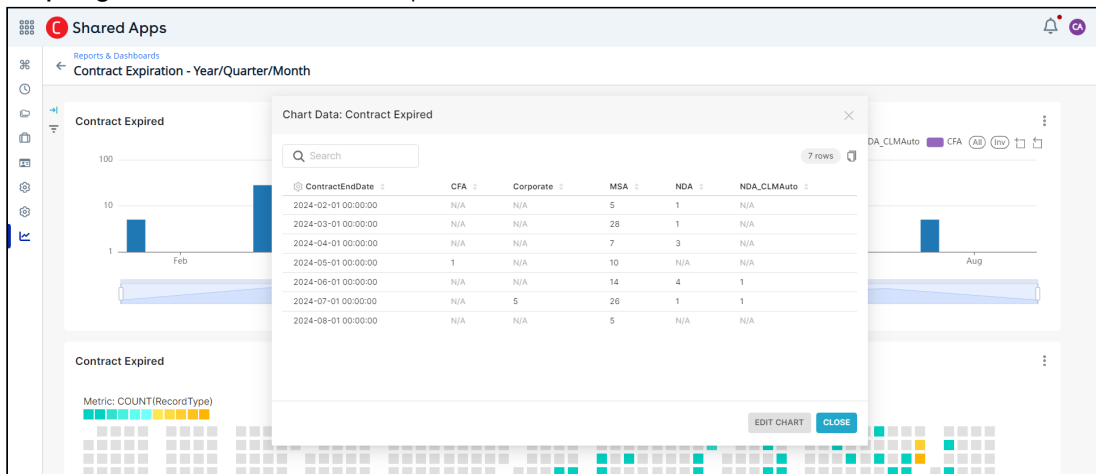 Shared Apps
CA
Reports & Dashboards
Contract Expiration - Year/Quarter/Month
Contract Expired
Chart Data: Contract Expired
Search
7 rows
NDA_CLMAuto CFA All Inv
ContractEndDate CFA Corporate MSA NDA NDA_CLMAuto
2024-02-01 00:00:00 N/A N/A 5 1 N/A
2024-03-01 00:00:00 N/A N/A 28 1 N/A
2024-04-01 00:00:00 N/A N/A 7 3 N/A
2024-05-01 00:00:00 1 N/A 10 N/A N/A
2024-06-01 00:00:00 N/A N/A 14 4 1
2024-07-01 00:00:00 N/A 5 26 1 1
2024-08-01 00:00:00 N/A N/A 5 N/A N/A
100
10
1
Feb
Aug
EDIT CHART CLOSE
Contract Expired
Metric: COUNT(RecordType)